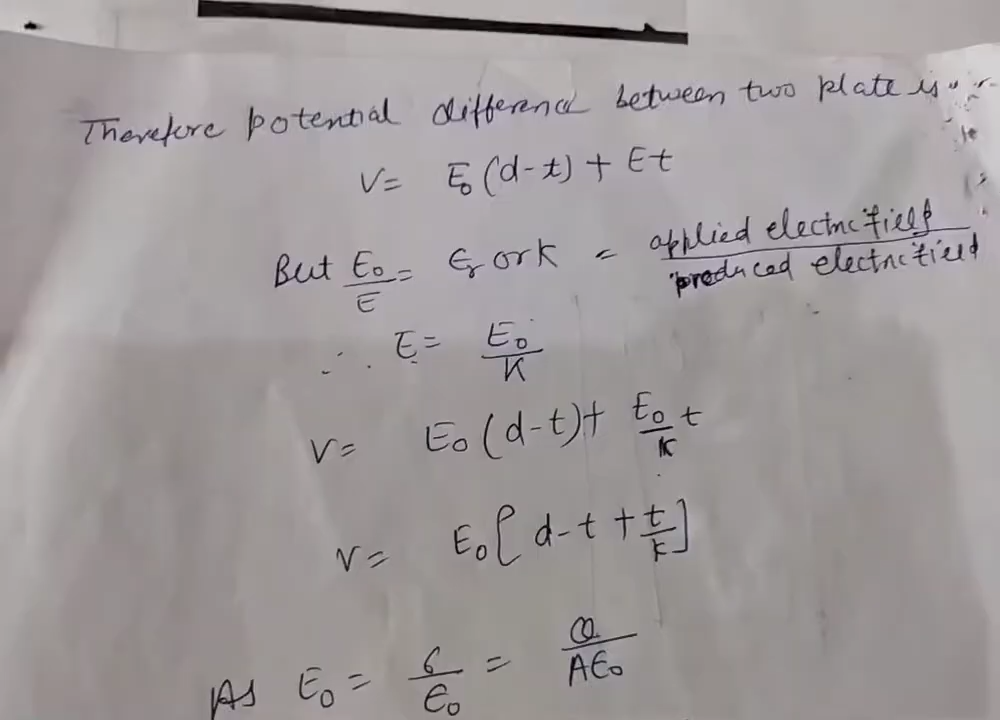 Therefore potential difference between two plate is
V = E₀ (d-t) + Et
But E₀/E = εr or k = applied electric field/produced electric field
∴ E = E₀/K
V = E₀ (d-t) + E₀/K t
V = E₀ [d-t + t/K]
As E₀ = σ/ε₀ = Q/Aε₀